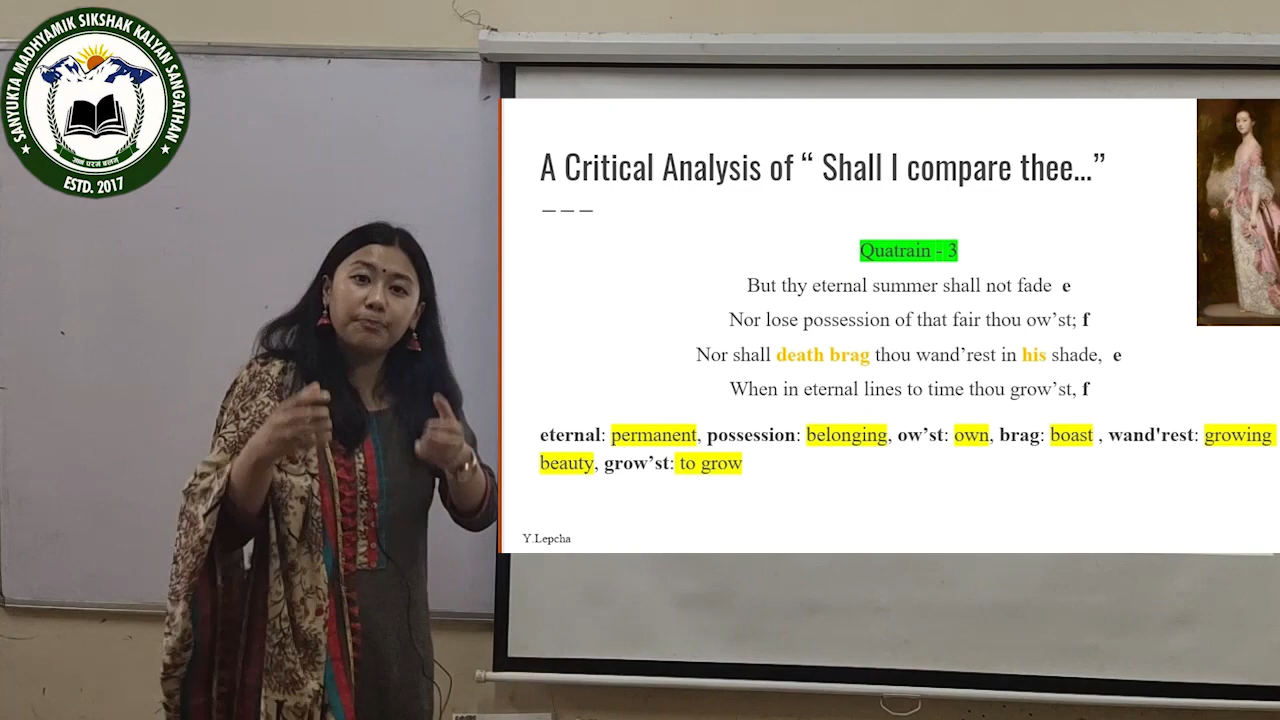 SANYUKTA MADHYAMIK SIKSHAK KALYAN SANGATHAN
ESTD. 2017
A Critical Analysis of “ Shall I compare thee...”
Quatrain - 3
But thy eternal summer shall not fade e
Nor lose possession of that fair thou ow’st; f
Nor shall death brag thou wand’rest in his shade, e
When in eternal lines to time thou grow’st, f
eternal: permanent, possession: belonging, ow’st: own, brag: boast , wand'rest: growing
beauty, grow’st: to grow
Y.Lepcha